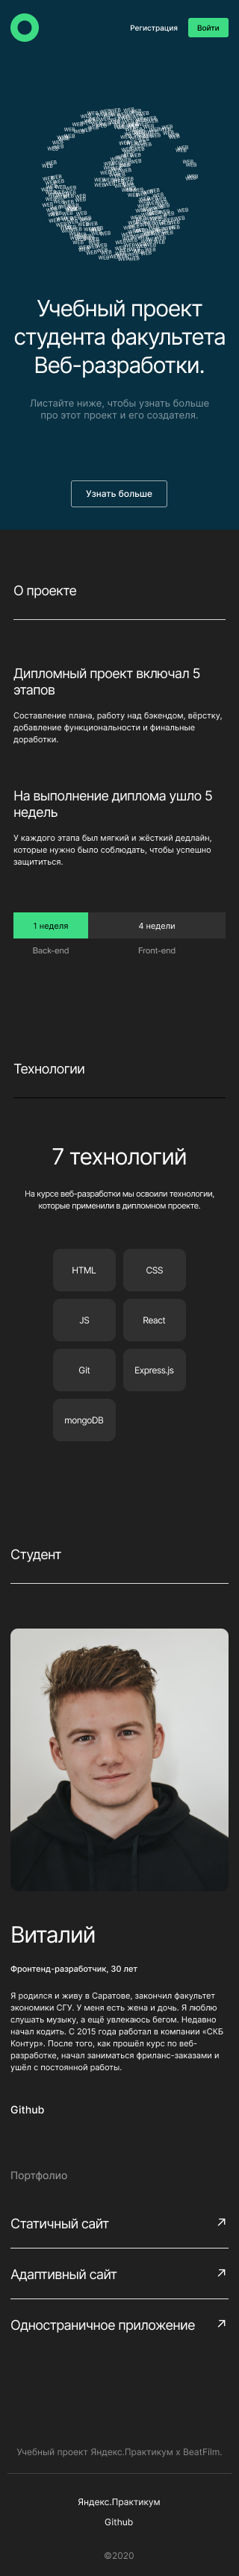 Регистрация
Войти
Учебный проект
студента факультета
Веб-разработки.
Листайте ниже, чтобы узнать больше
про этот проект и его создателя.
Узнать больше
О проекте
Дипломный проект включал 5
этапов
Составление плана, работу над бэкендом, вёрстку,
добавление функциональности и финальные
доработки.
На выполнение диплома ушло 5
недель
У каждого этапа был мягкий и жёсткий дедлайн,
которые нужно было соблюдать, чтобы успешно
защититься.
1 неделя
4 недели
Back-end
Front-end
Технологии
7 технологий
На курсе веб-разработки мы освоили технологии,
которые применили в дипломном проекте.
HTML
CSS
JS
React
Git
Express.js
mongoDB
Студент
Виталий
Фронтенд-разработчик, 30 лет
Я родился и живу в Саратове, закончил факультет
экономики СГУ. У меня есть жена и дочь. Я люблю
слушать музыку, а ещё увлекаюсь бегом. Недавно
начал кодить. С 2015 года работал в компании «СКБ
Контур». После того, как прошёл курс по веб-
разработке, начал заниматься фриланс-заказами и
ушёл с постоянной работы.
Github
Портфолио
Статичный сайт
Адаптивный сайт
Одностраничное приложение
Учебный проект Яндекс.Практикум х BeatFilm.
Яндекс.Практикум
Github
©2020